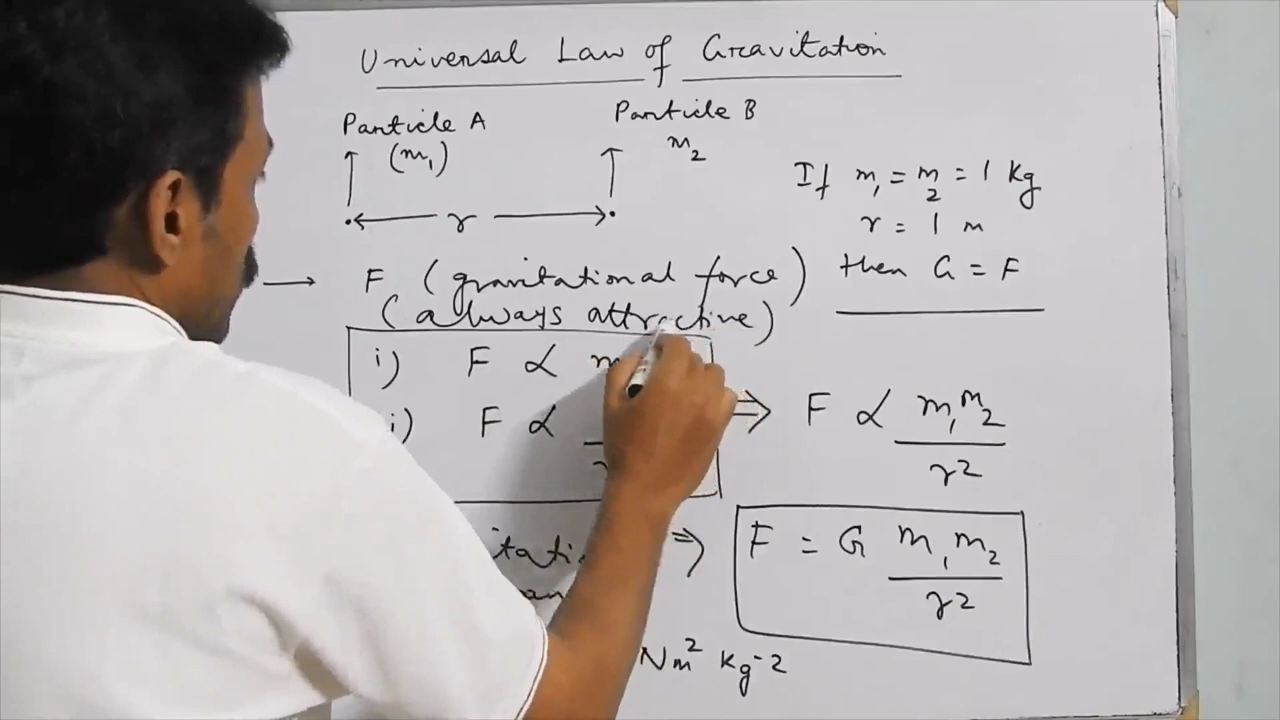 Universal Law of Gravitation
Particle A
Particle B
(m₁)
m₂
r
If m₁ = m₂ = 1 Kg
r = 1 m
then G = F
→ F (gravitational force)
(always attractive)
i) F ∝ m
F ∝
⇒ F ∝ m₁m₂ / r²
⇒ F = G m₁m₂ / r²
Nm² kg-2